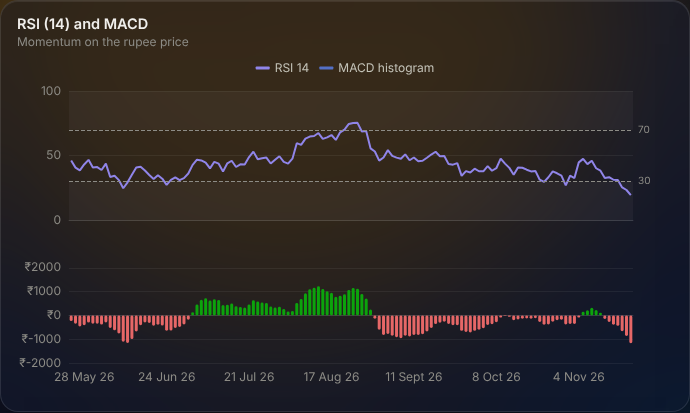 RSI (14) and MACD
Momentum on the rupee price
RSI 14 MACD histogram
100
70
50
30
0
₹2000
₹1000
₹0
₹-1000
₹-2000
28 May 26 24 Jun 26 21 Jul 26 17 Aug 26 11 Sept 26 8 Oct 26 4 Nov 26